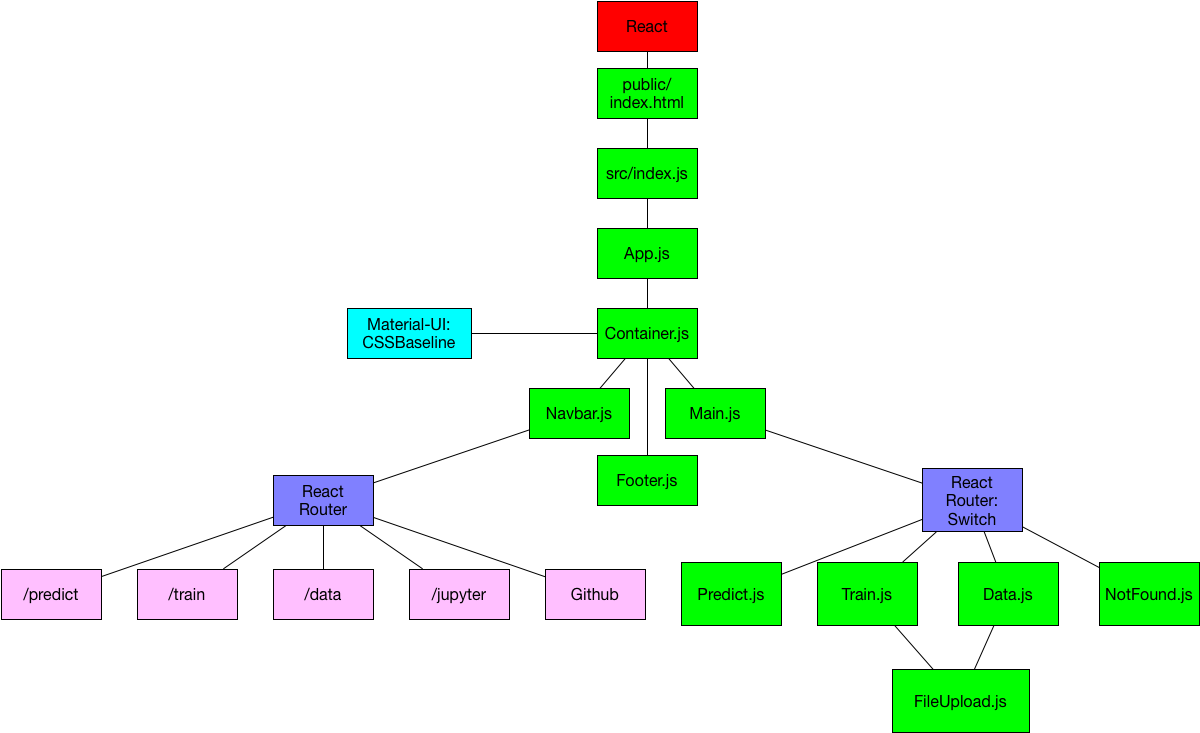 React
public/
index.html
src/index.js
App.js
Material-UI:
CSSBaseline
Container.js
Navbar.js
Main.js
Footer.js
React
Router
React
Router:
Switch
/predict
/train
/data
/jupyter
Github
Predict.js
Train.js
Data.js
NotFound.js
FileUpload.js